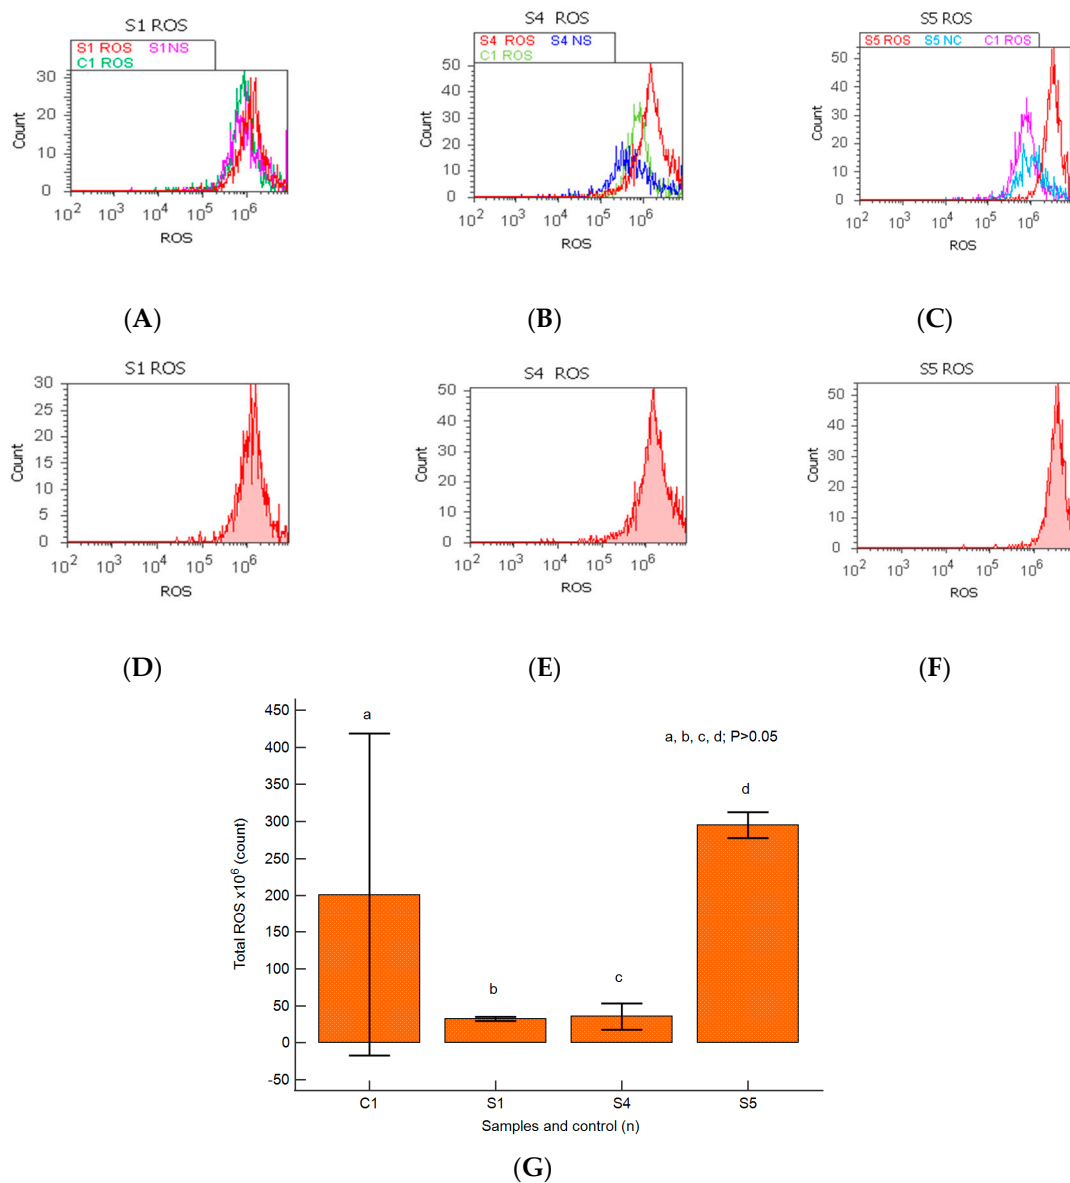 S1 ROS
S1 ROS S1NS
C1 ROS
30
20
10
0
Count
10^2 10^3 10^4 10^5 10^6
ROS
(A)
S4 ROS
S4 ROS S4 NS
C1 ROS
50
40
30
20
10
0
Count
10^2 10^3 10^4 10^5 10^6
ROS
(B)
S5 ROS
S5 ROS S5 NC C1 ROS
50
40
30
20
10
0
Count
10^2 10^3 10^4 10^5 10^6
ROS
(C)
S1 ROS
30
25
20
15
10
5
0
Count
10^2 10^3 10^4 10^5 10^6
ROS
(D)
S4 ROS
50
40
30
20
10
0
Count
10^2 10^3 10^4 10^5 10^6
ROS
(E)
S5 ROS
50
40
30
20
10
0
Count
10^2 10^3 10^4 10^5 10^6
ROS
(F)
450
400
350
300
250
200
150
100
50
0
-50
Total ROS x10^6 (count)
a
b
c
d
a, b, c, d; P>0.05
C1 S1 S4 S5
Samples and control (n)
(G)